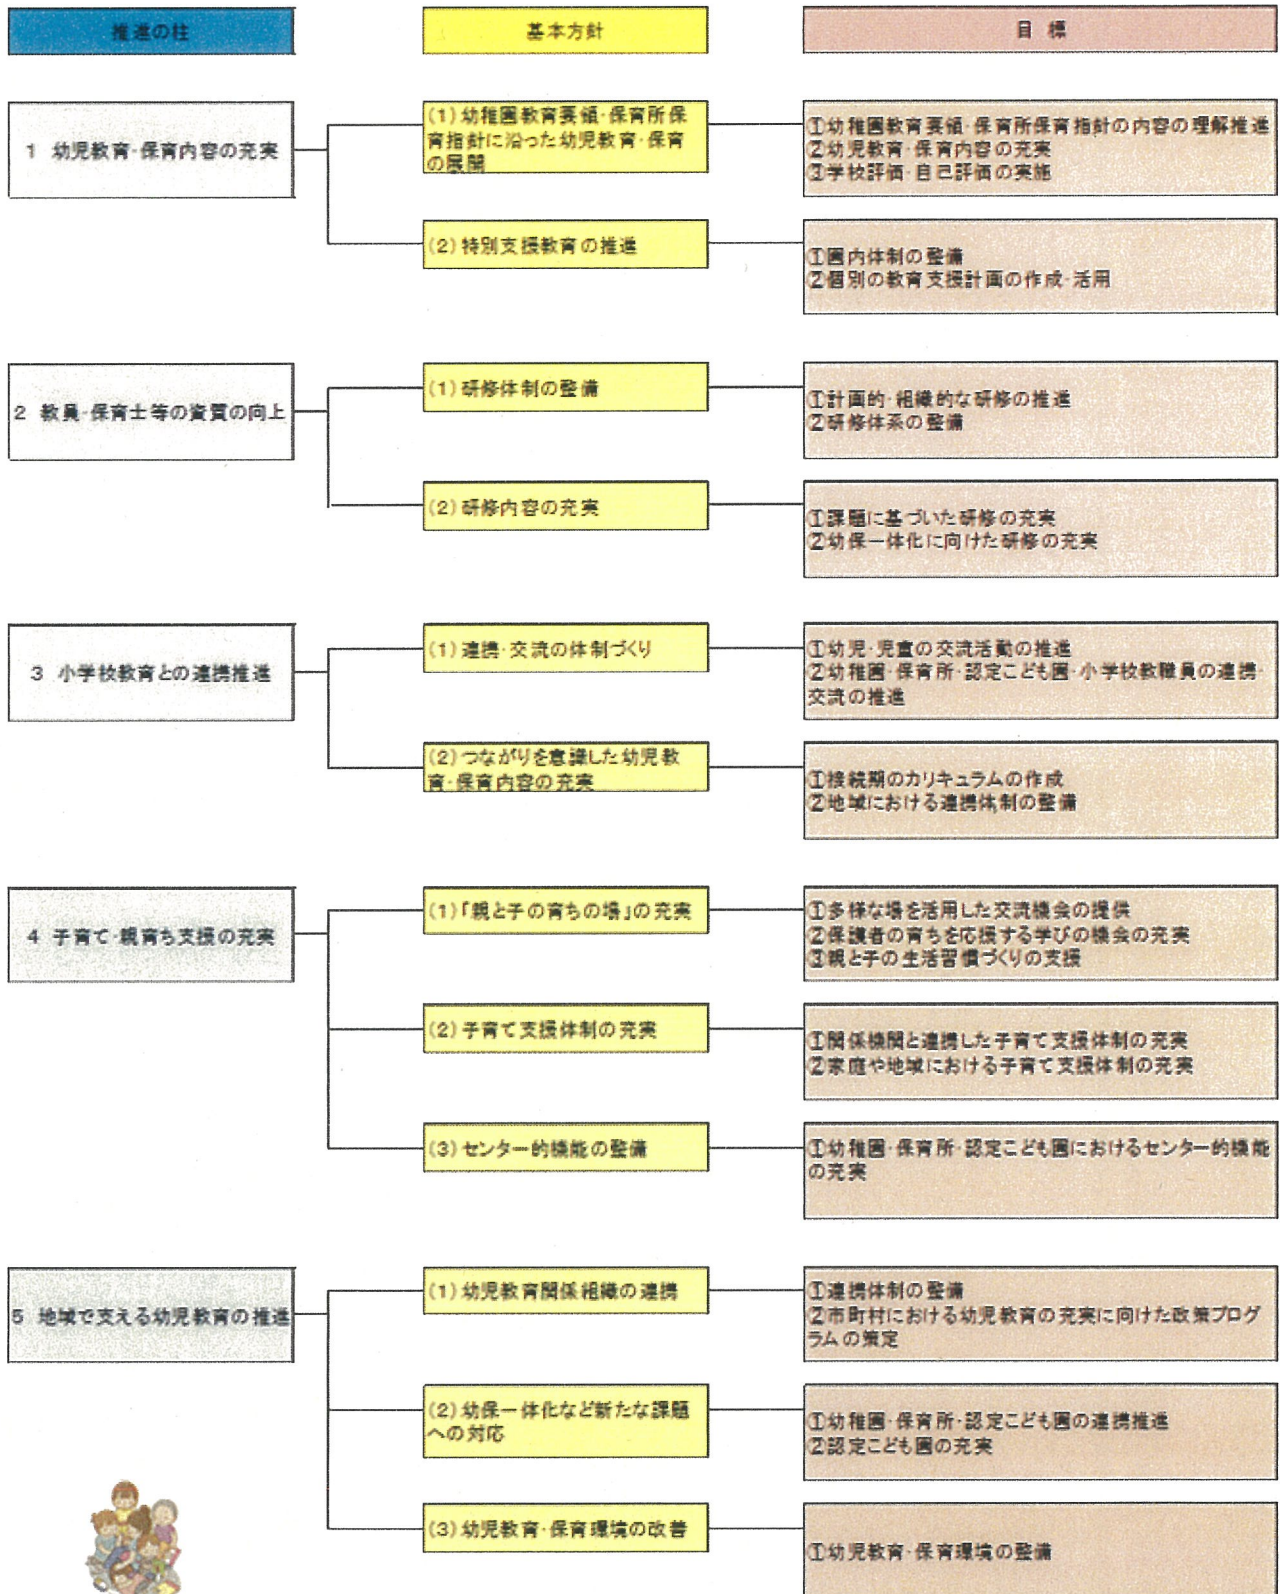 推進の柱
基本方針
目 標
1 幼児教育・保育内容の充実
(1)幼稚園教育要領・保育所保
育指針に沿った幼児教育・保育
の展開
①幼稚園教育要領・保育所保育指針の内容の理解推進
②幼児教育・保育内容の充実
③学校評価・自己評価の実施
(2)特別支援教育の推進
①園内体制の整備
②個別の教育支援計画の作成・活用
2 教員・保育士等の資質の向上
(1)研修体制の整備
①計画的・組織的な研修の推進
②研修体系の整備
(2)研修内容の充実
①課題に基づいた研修の充実
②幼保一体化に向けた研修の充実
3 小学校教育との連携推進
(1)連携・交流の体制づくり
①幼児・児童の交流活動の推進
②幼稚園・保育所・認定こども園・小学校教職員の連携・
交流の推進
(2)つながりを意識した幼児教
育・保育内容の充実
①接続期のカリキュラムの作成
②地域における連携体制の整備
4 子育て・親育ち支援の充実
(1)「親と子の育ちの場」の充実
①多様な場を活用した交流機会の提供
②保護者の育ちを応援する学びの機会の充実
③親と子の生活習慣づくりの支援
(2)子育て支援体制の充実
①関係機関と連携した子育て支援体制の充実
②家庭や地域における子育て支援体制の充実
(3)センター的機能の整備
①幼稚園・保育所・認定こども園におけるセンター的機能
の充実
5 地域で支える幼児教育の推進
(1)幼児教育関係組織の連携
①連携体制の整備
②市町村における幼児教育の充実に向けた政策プログ
ラムの策定
(2)幼保一体化など新たな課題
への対応
①幼稚園・保育所・認定こども園の連携推進
②認定こども園の充実
(3)幼児教育・保育環境の改善
①幼児教育・保育環境の整備